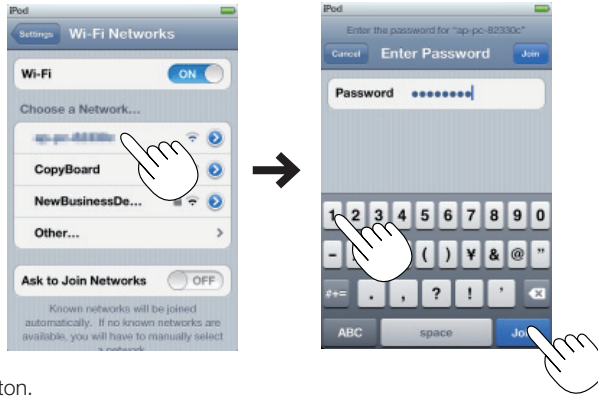 iPod
Settings
Wi-Fi Networks
Wi-Fi
ON
Choose a Network...
CopyBoard
NewBusinessDe...
Other...
Ask to Join Networks
OFF
Known networks will be joined
automatically. If no known networks are
available, you will have to manually select
a network.
iPod
Enter the password for "ap-pc-82330c"
Cancel
Enter Password
Join
Password
1 2 3 4 5 6 7 8 9 0
- ( ) ¥ & @ "
#+= . , ? ! '
ABC
space
ton.